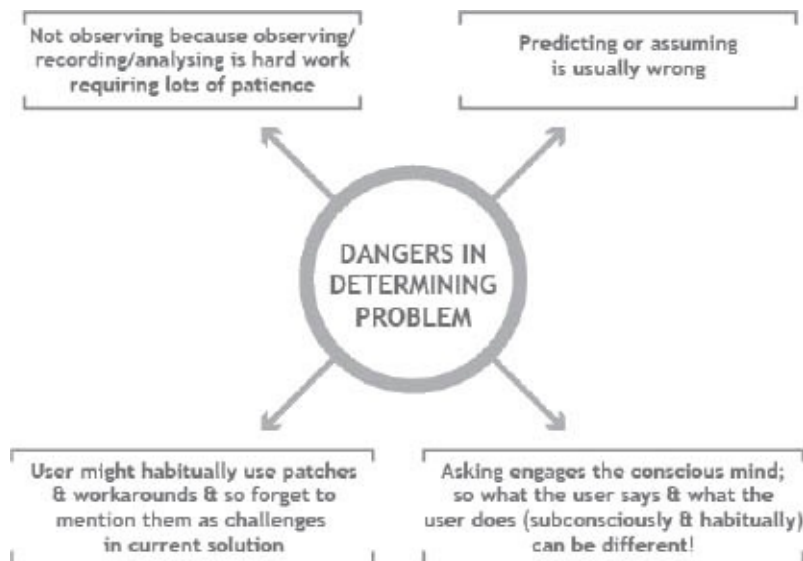 Not observing because observing/
recording/analysing is hard work
requiring lots of patience
Predicting or assuming
is usually wrong
DANGERS IN
DETERMINING
PROBLEM
User might habitually use patches
& workarounds & so forget to
mention them as challenges
in current solution
Asking engages the conscious mind;
so what the user says & what the
user does (subconsciously & habitually)
can be different!